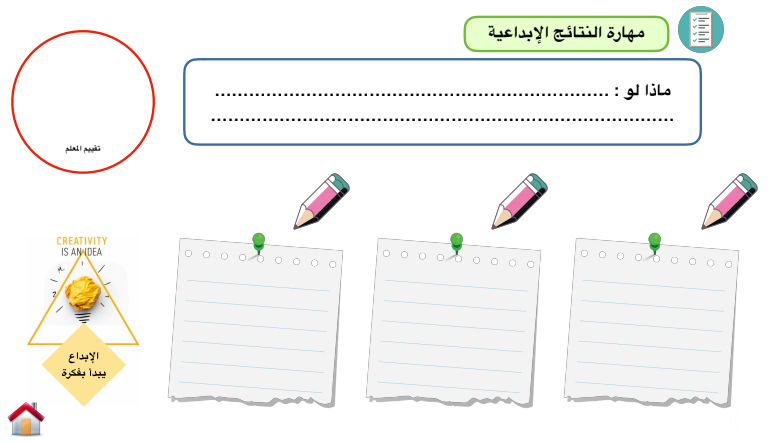 مهارة النتائج الإبداعية
ماذا لو : .....................................................................
.................................................................................
تقييم المعلم
CREATIVITY
IS AN IDEA
الإبداع
يبدأ بفكرة